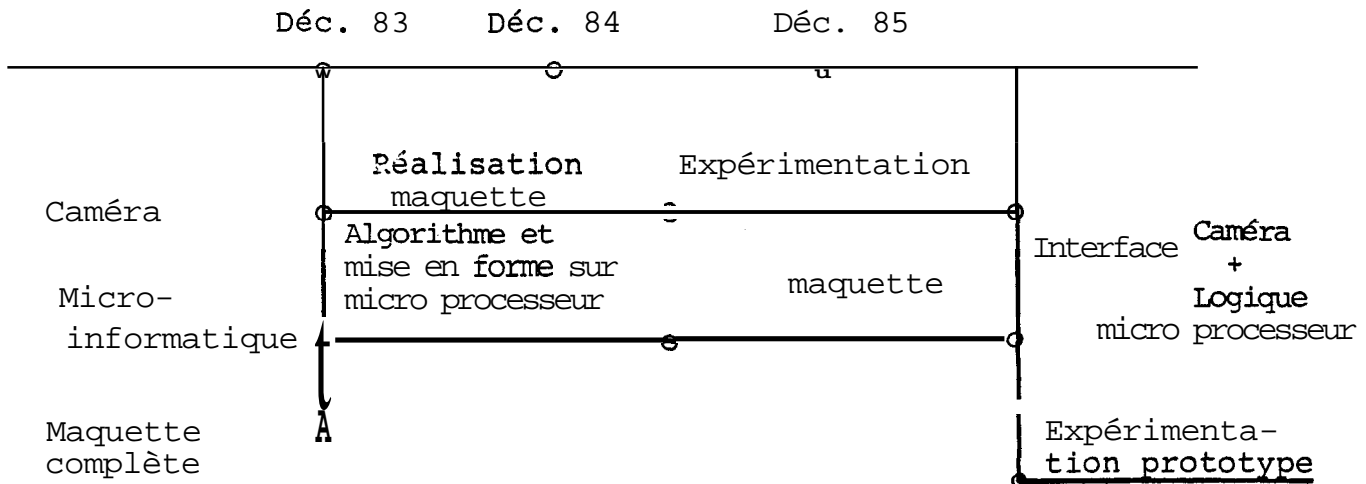 Déc. 83 Déc. 84 Déc. 85
Réalisation
maquette
Expérimentation
Caméra
Algorithme et
mise en forme sur
micro processeur
maquette
Interface Caméra
+
Logique
micro processeur
Micro-
informatique
Maquette
complète
A
Expérimenta-
tion prototype